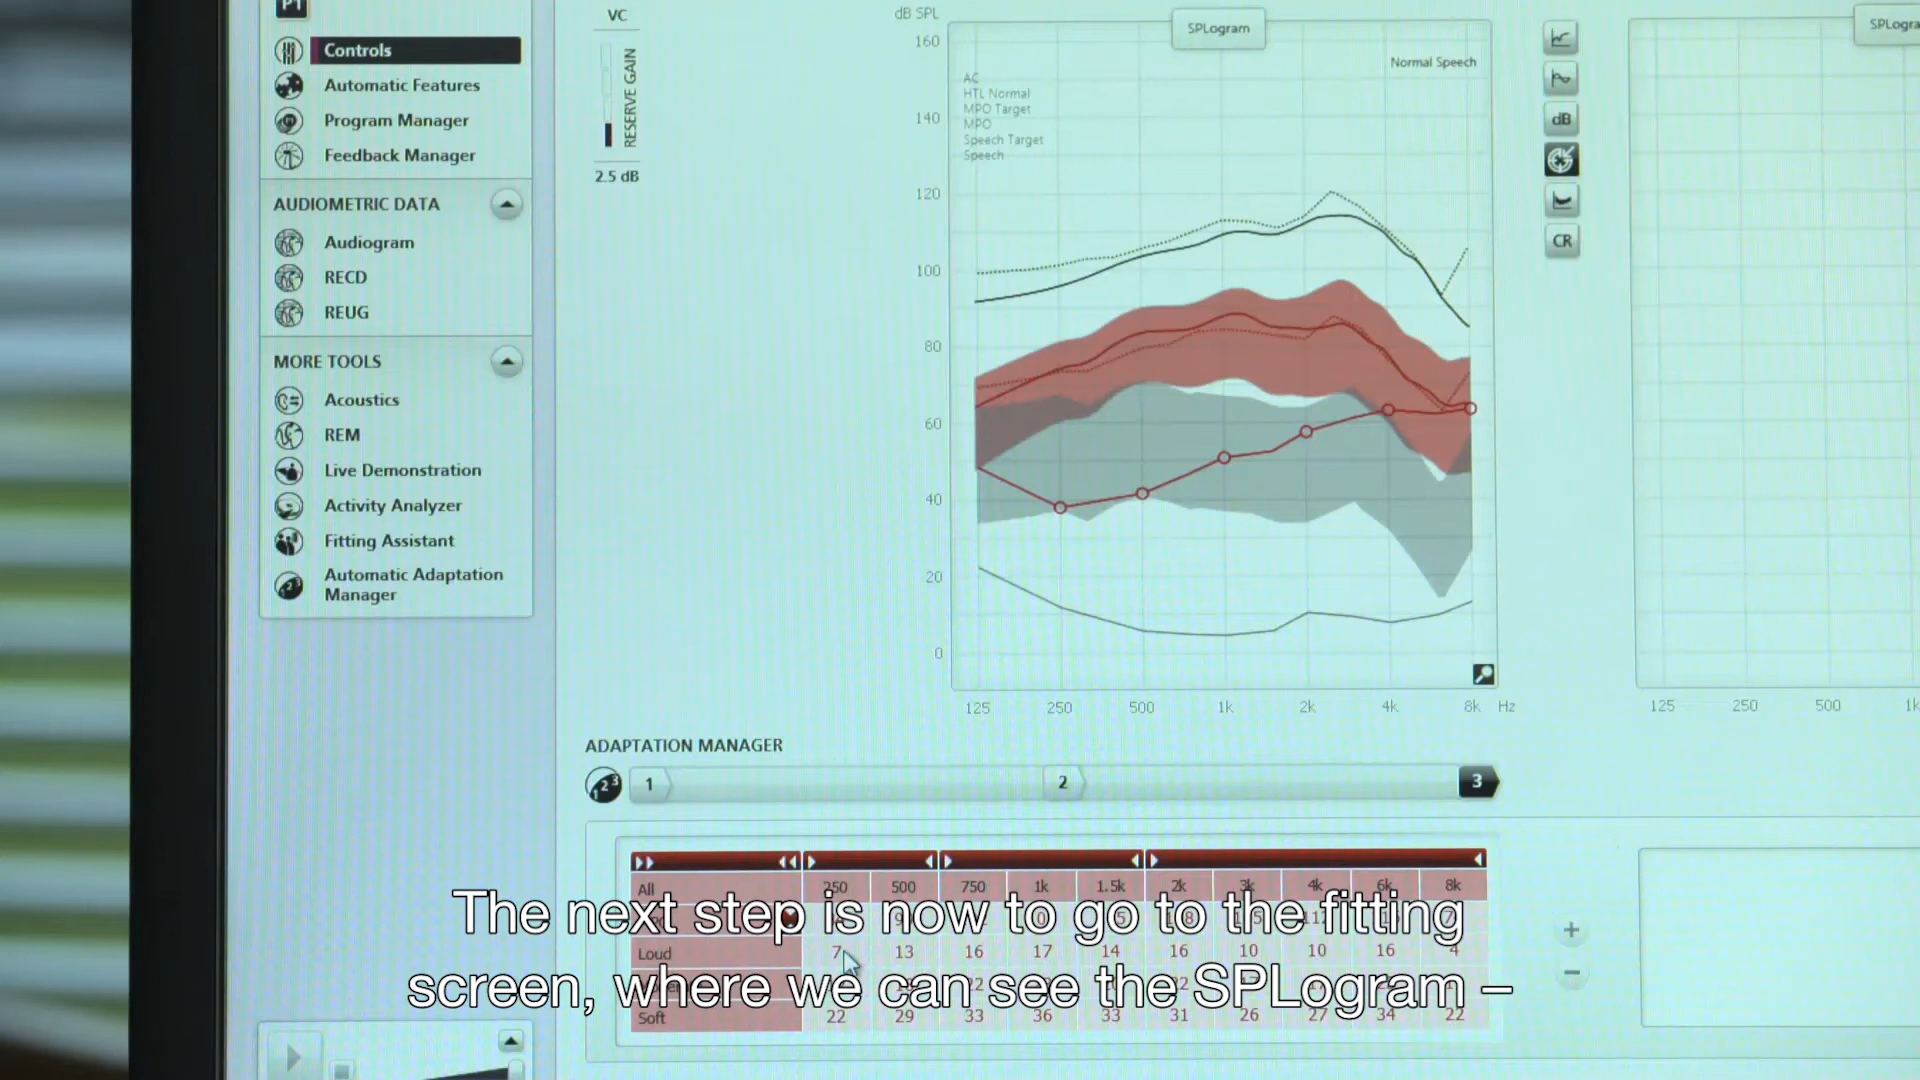 P1
Controls
Automatic Features
Program Manager
Feedback Manager
AUDIOMETRIC DATA
Audiogram
RECD
REUG
MORE TOOLS
Acoustics
REM
Live Demonstration
Activity Analyzer
Fitting Assistant
Automatic Adaptation
Manager
VC
RESERVE GAIN
2.5 dB
dB SPL
SPLogram
Normal Speech
AC
HTL Normal
MPO Target
MPO
Speech Target
Speech
160
140
120
100
80
60
40
20
0
125 250 500 1k 2k 4k 8k Hz
dB
CR
125 250 500
ADAPTATION MANAGER
1 2 3
All 250 500 750 1k 1.5k 2k 3k 4k 6k 8k
Loud 7 13 16 17 14 16 10 10 16 4
Soft 22 29 33 36 33 31 26 27 34 22
The next step is now to go to the fitting
screen, where we can see the SPLogram –